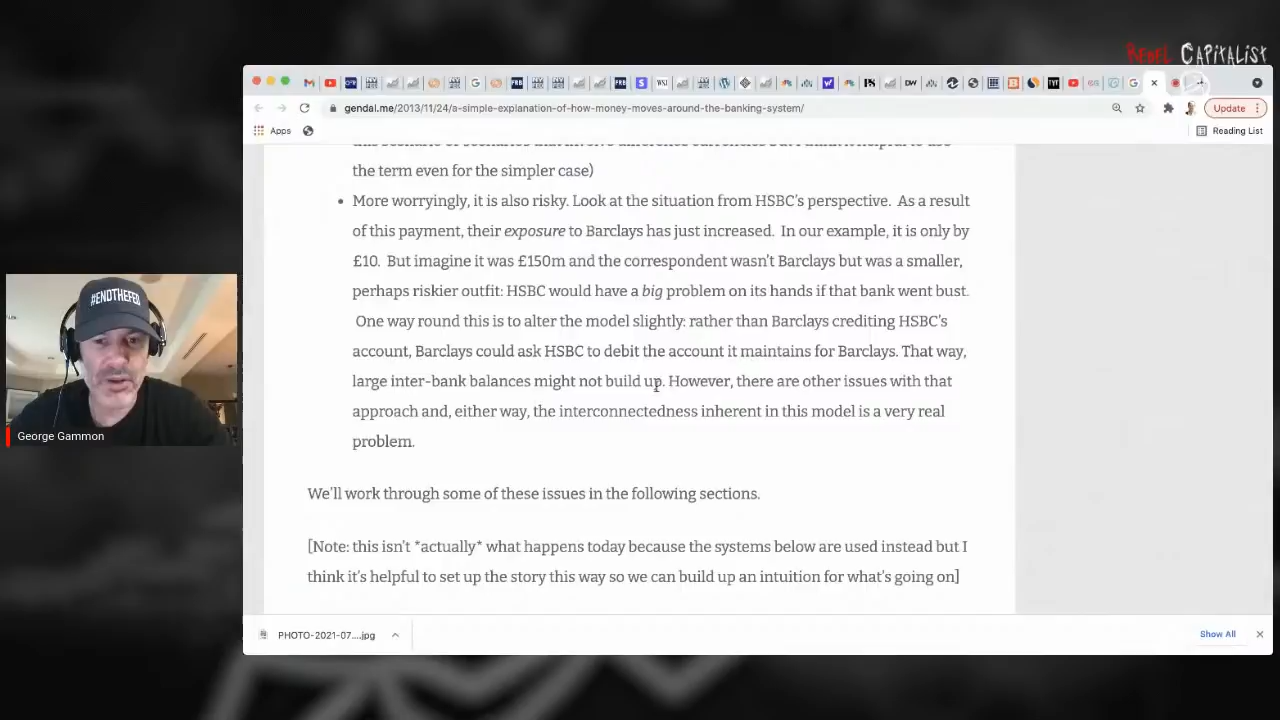 REBEL CAPITALIST
gendal.me/2013/11/24/a-simple-explanation-of-how-money-moves-around-the-banking-system/
Update
Apps
Reading List
the term even for the simpler case)
• More worryingly, it is also risky. Look at the situation from HSBC's perspective. As a result
of this payment, their exposure to Barclays has just increased. In our example, it is only by
£10. But imagine it was £150m and the correspondent wasn't Barclays but was a smaller,
perhaps riskier outfit: HSBC would have a big problem on its hands if that bank went bust.
One way round this is to alter the model slightly: rather than Barclays crediting HSBC's
account, Barclays could ask HSBC to debit the account it maintains for Barclays. That way,
large inter-bank balances might not build up. However, there are other issues with that
approach and, either way, the interconnectedness inherent in this model is a very real
problem.
#ENDTHEFED
George Gammon
We'll work through some of these issues in the following sections.
[Note: this isn't *actually* what happens today because the systems below are used instead but I
think it's helpful to set up the story this way so we can build up an intuition for what's going on]
PHOTO-2021-07....jpg
Show All